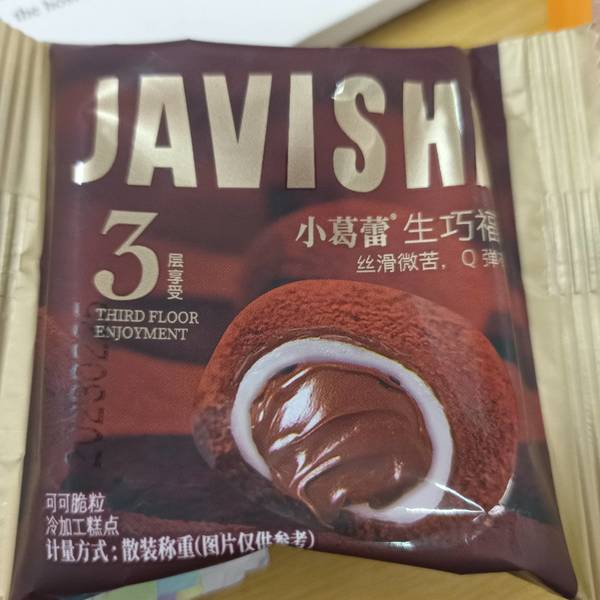 JAVISH
小葛蕾® 生巧福
丝滑微苦，Q 弹
3
层享受
THIRD FLOOR
ENJOYMENT
可可脆粒
冷加工糕点
计量方式：散装称重(图片仅供参考)